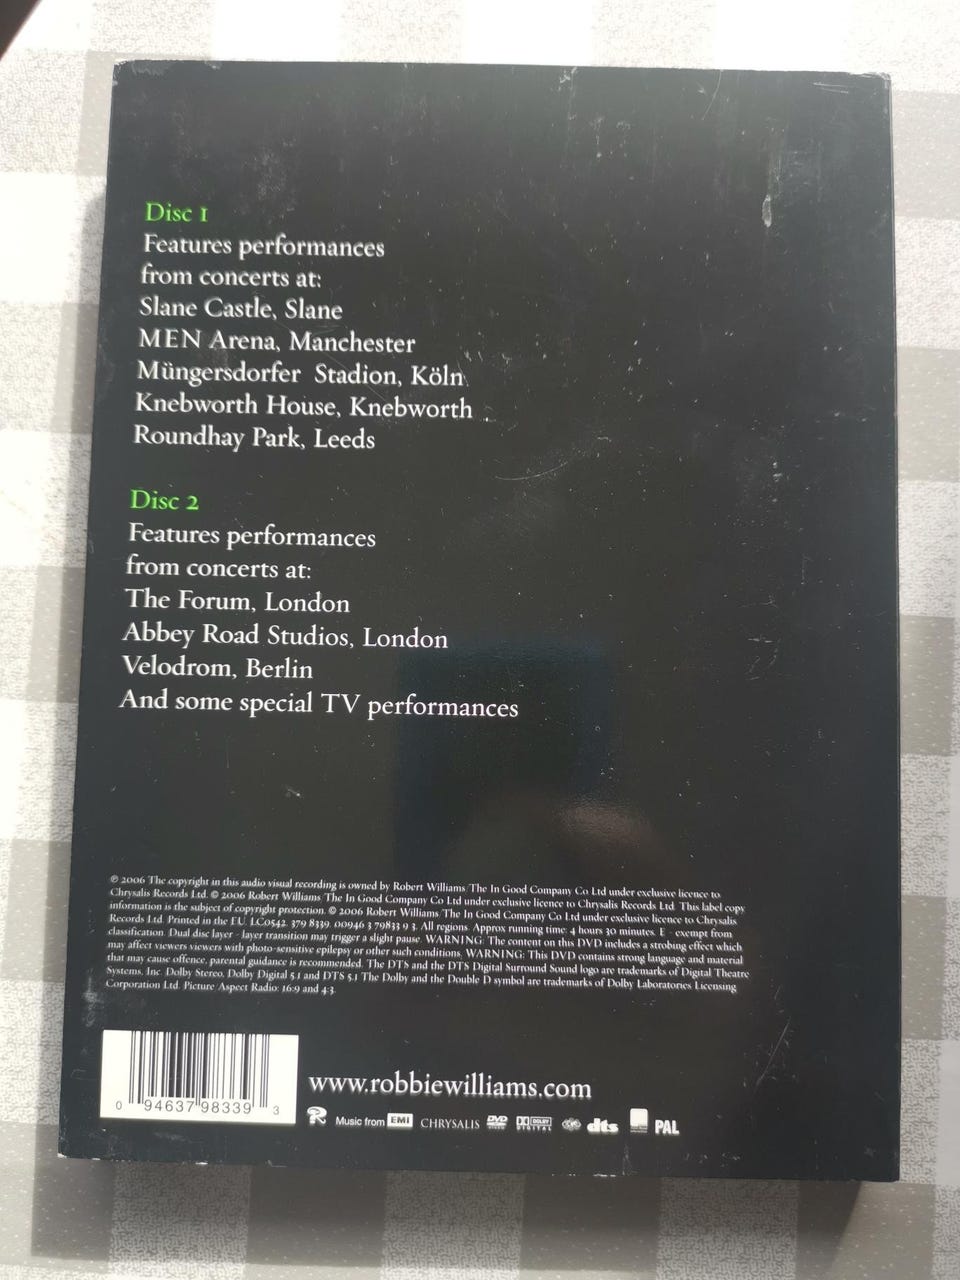 Disc 1
Features performances
from concerts at:
Slane Castle, Slane
MEN Arena, Manchester
Müngersdorfer Stadion, Köln
Knebworth House, Knebworth
Roundhay Park, Leeds
Disc 2
Features performances
from concerts at:
The Forum, London
Abbey Road Studios, London
Velodrom, Berlin
And some special TV performances
℗ 2006 The copyright in this audio visual recording is owned by Robert Williams/The In Good Company Co Ltd under exclusive licence to
Chrysalis Records Ltd. © 2006 Robert Williams/The In Good Company Co Ltd under exclusive licence to Chrysalis Records Ltd. This label copy
information is the subject of copyright protection. © 2006 Robert Williams/The In Good Company Co Ltd under exclusive licence to Chrysalis
Records Ltd. Printed in the EU. LC0542. 379 8339. 00946 3 79833 9 3. All regions. Approx running time: 4 hours 30 minutes. E - exempt from
classification. Dual disc layer - layer transition may trigger a slight pause. WARNING: The content on this DVD includes a strobing effect which
may affect viewers viewers with photo-sensitive epilepsy or other such conditions. WARNING: This DVD contains strong language and material
that may cause offence, parental guidance is recommended. The DTS and the DTS Digital Surround Sound logo are trademarks of Digital Theatre
Systems, Inc. Dolby Stereo, Dolby Digital 5.1 and DTS 5.1 The Dolby and the Double D symbol are trademarks of Dolby Laboratories Licensing
Corporation Ltd. Picture Aspect Radio: 16:9 and 4:3.
www.robbiewilliams.com
0 94637 98339 3
R Music from EMI CHRYSALIS DVD VIDEO DOLBY DIGITAL dts PAL